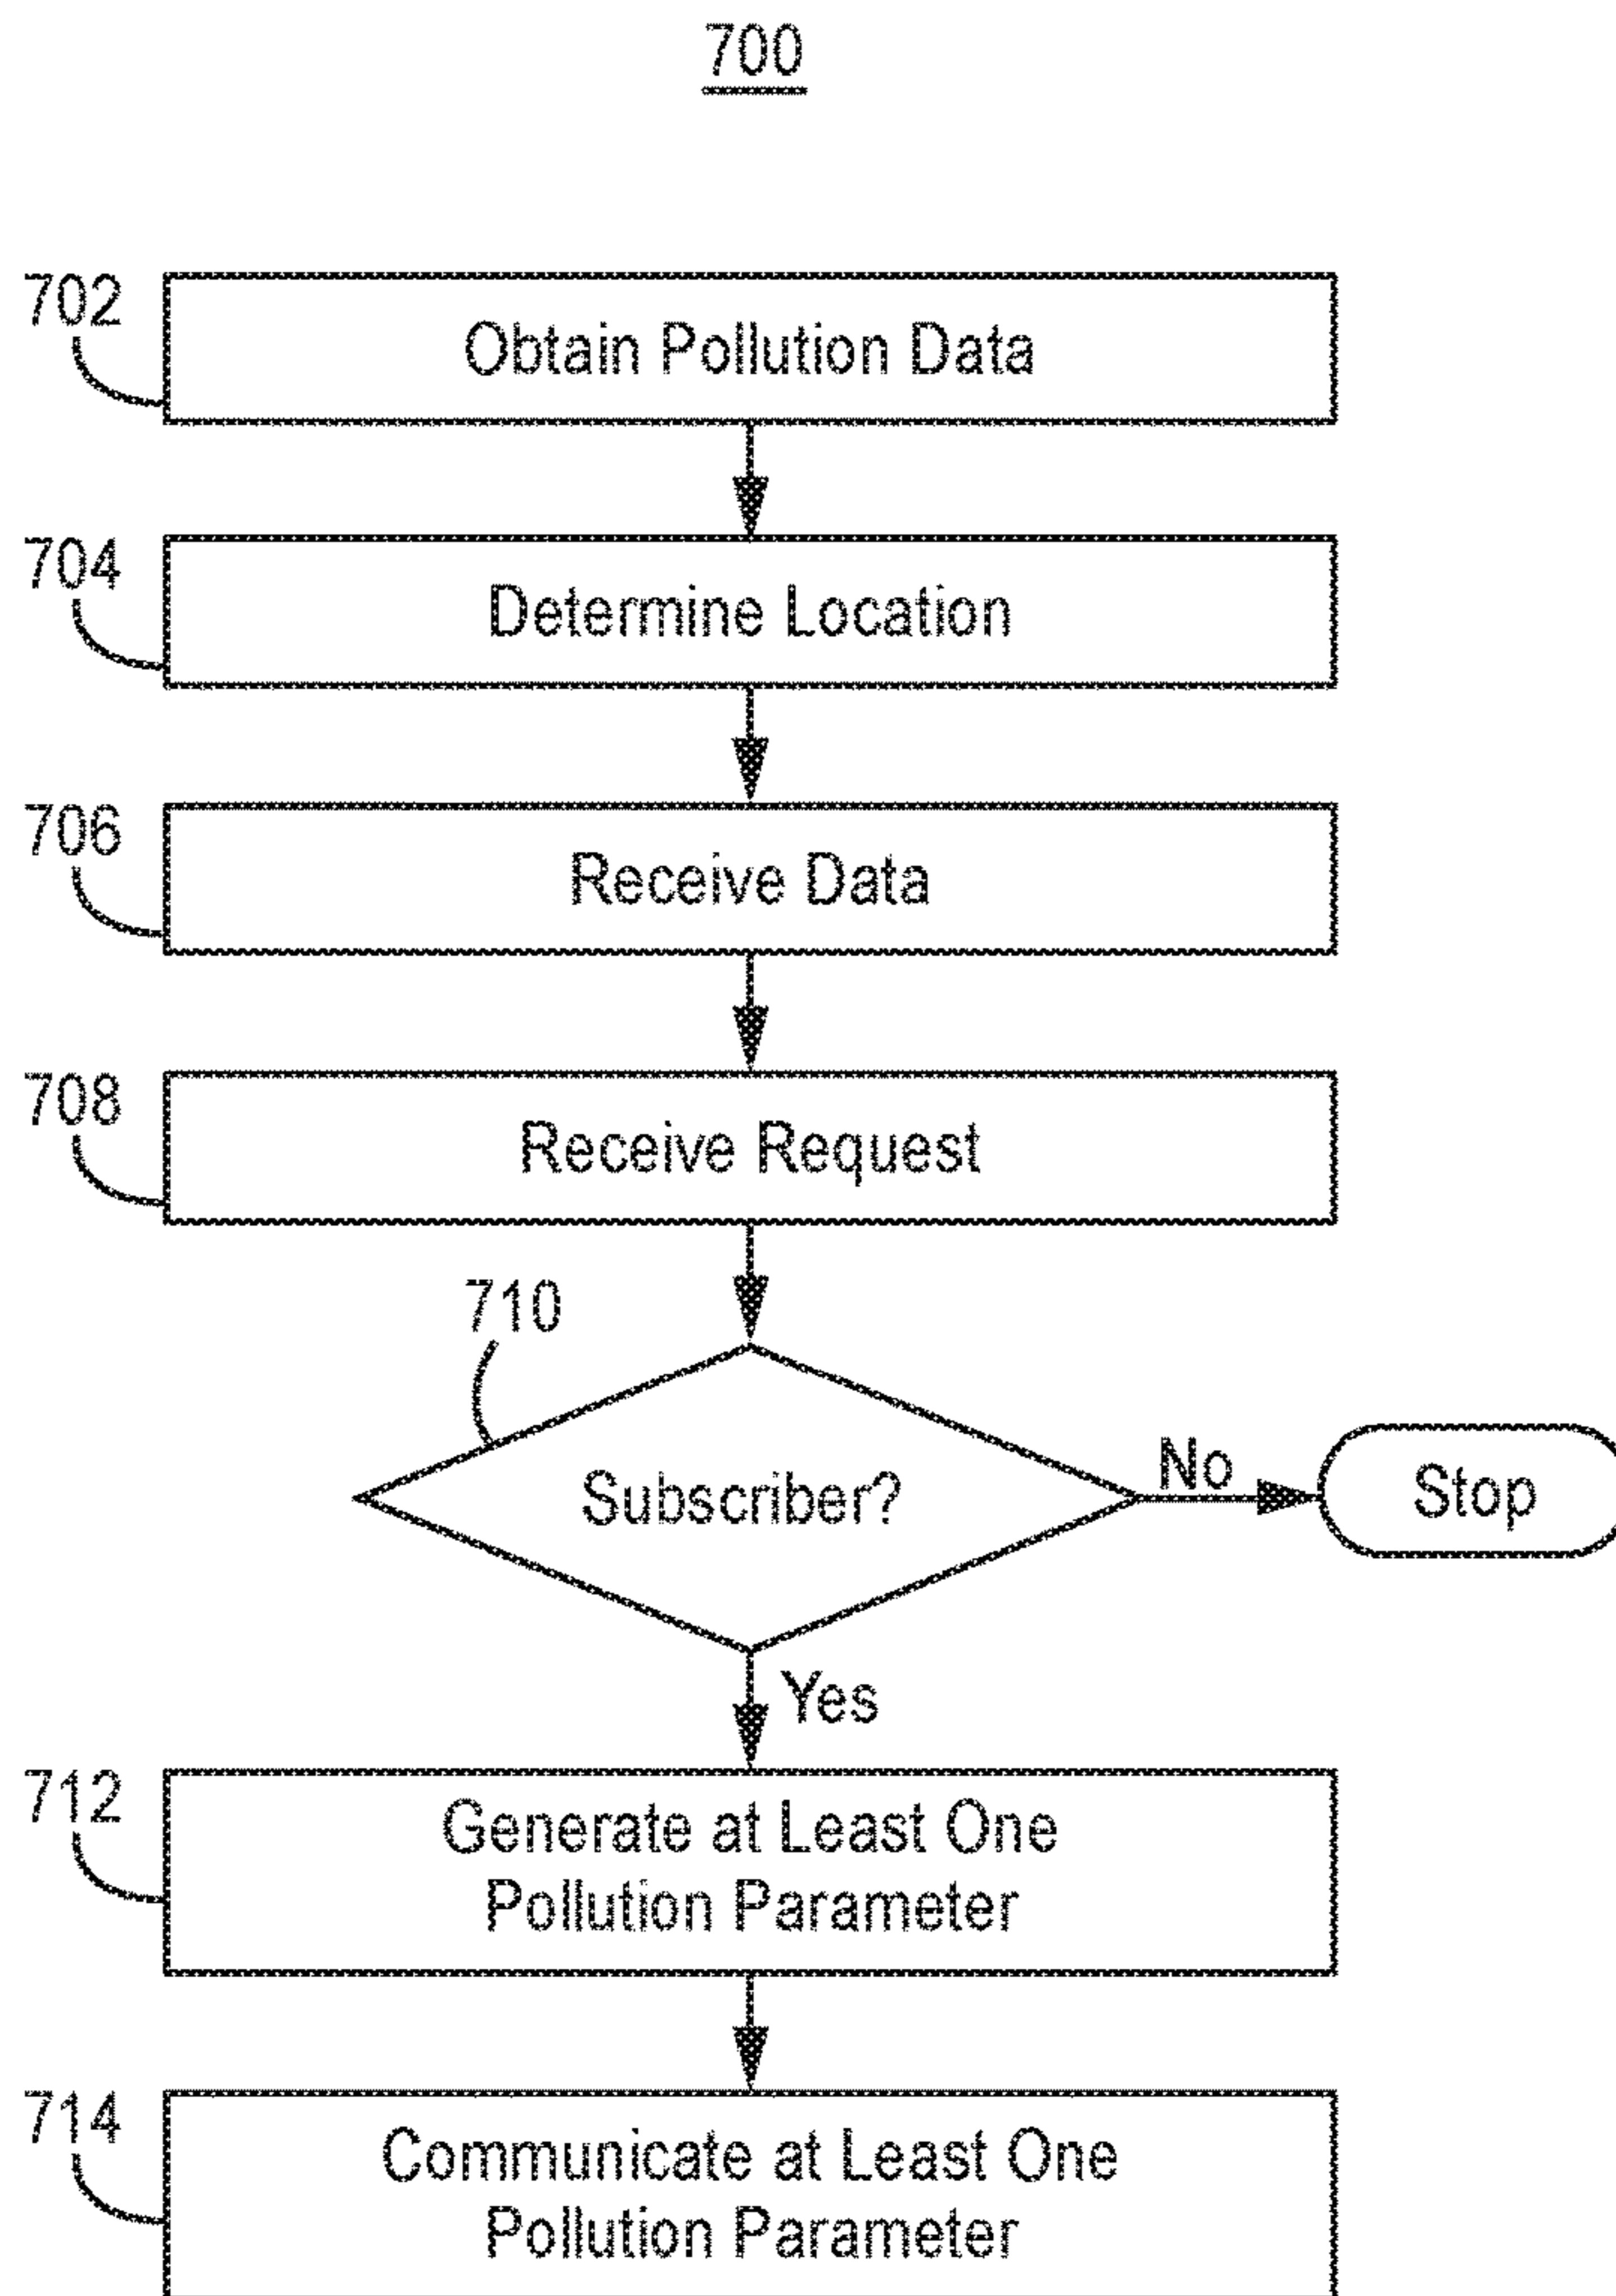 700
702
Obtain Pollution Data
704
Determine Location
706
Receive Data
708
Receive Request
710
Subscriber?
No
Stop
Yes
712
Generate at Least One
Pollution Parameter
714
Communicate at Least One
Pollution Parameter